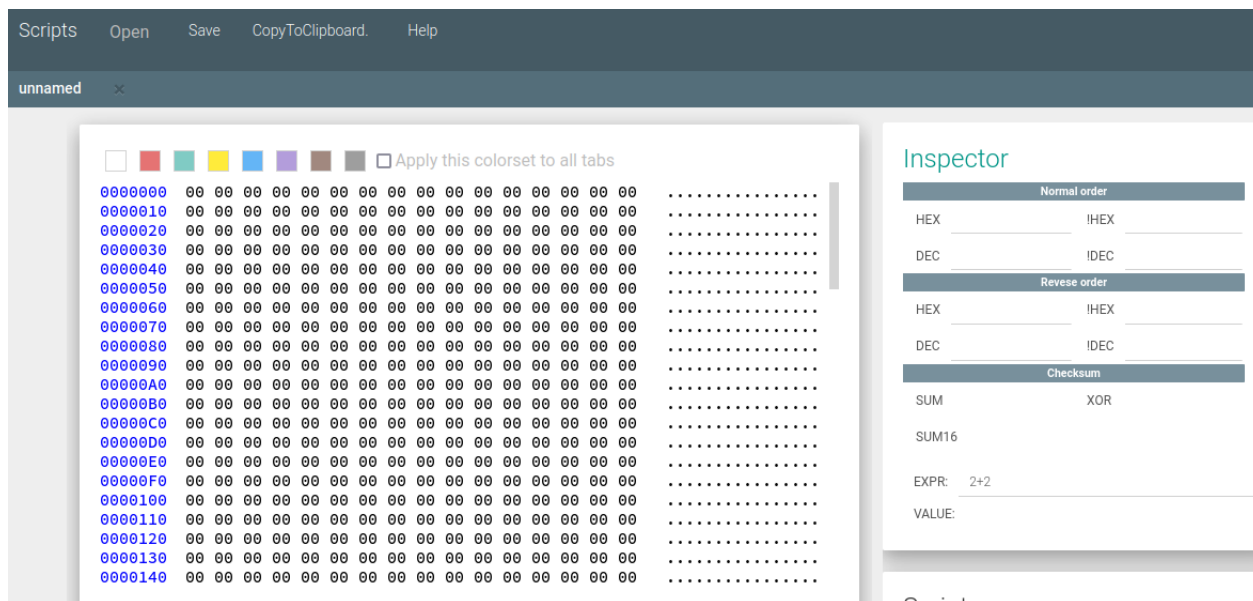 Scripts Open Save CopyToClipboard. Help
unnamed ×
Apply this colorset to all tabs
0000000 00 00 00 00 00 00 00 00 00 00 00 00 00 00 00 00 ................
0000010 00 00 00 00 00 00 00 00 00 00 00 00 00 00 00 00 ................
0000020 00 00 00 00 00 00 00 00 00 00 00 00 00 00 00 00 ................
0000030 00 00 00 00 00 00 00 00 00 00 00 00 00 00 00 00 ................
0000040 00 00 00 00 00 00 00 00 00 00 00 00 00 00 00 00 ................
0000050 00 00 00 00 00 00 00 00 00 00 00 00 00 00 00 00 ................
0000060 00 00 00 00 00 00 00 00 00 00 00 00 00 00 00 00 ................
0000070 00 00 00 00 00 00 00 00 00 00 00 00 00 00 00 00 ................
0000080 00 00 00 00 00 00 00 00 00 00 00 00 00 00 00 00 ................
0000090 00 00 00 00 00 00 00 00 00 00 00 00 00 00 00 00 ................
00000A0 00 00 00 00 00 00 00 00 00 00 00 00 00 00 00 00 ................
00000B0 00 00 00 00 00 00 00 00 00 00 00 00 00 00 00 00 ................
00000C0 00 00 00 00 00 00 00 00 00 00 00 00 00 00 00 00 ................
00000D0 00 00 00 00 00 00 00 00 00 00 00 00 00 00 00 00 ................
00000E0 00 00 00 00 00 00 00 00 00 00 00 00 00 00 00 00 ................
00000F0 00 00 00 00 00 00 00 00 00 00 00 00 00 00 00 00 ................
0000100 00 00 00 00 00 00 00 00 00 00 00 00 00 00 00 00 ................
0000110 00 00 00 00 00 00 00 00 00 00 00 00 00 00 00 00 ................
0000120 00 00 00 00 00 00 00 00 00 00 00 00 00 00 00 00 ................
0000130 00 00 00 00 00 00 00 00 00 00 00 00 00 00 00 00 ................
0000140 00 00 00 00 00 00 00 00 00 00 00 00 00 00 00 00 ................
Inspector
Normal order
HEX !HEX
DEC !DEC
Revese order
HEX !HEX
DEC !DEC
Checksum
SUM XOR
SUM16
EXPR: 2+2
VALUE: